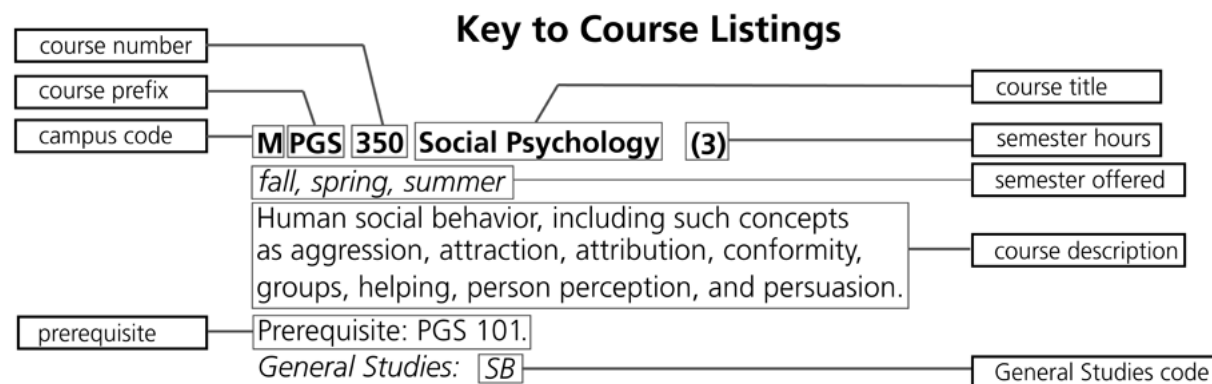 Key to Course Listings
course number
course prefix
course title
campus code
M PGS 350 Social Psychology (3)
semester hours
fall, spring, summer
semester offered
Human social behavior, including such concepts
as aggression, attraction, attribution, conformity,
groups, helping, person perception, and persuasion.
course description
prerequisite
Prerequisite: PGS 101.
General Studies: SB
General Studies code